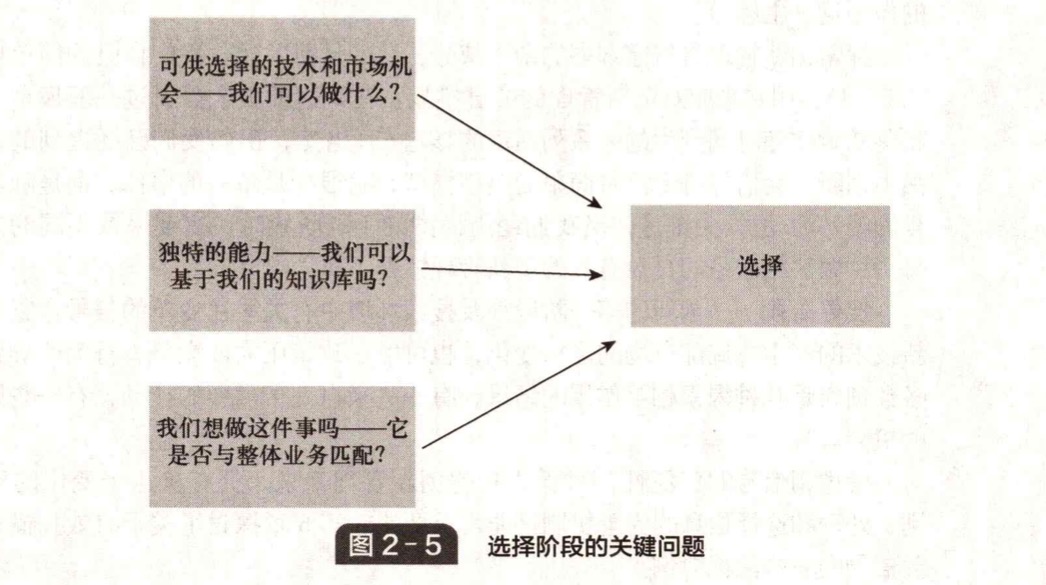 可供选择的技术和市场机
会——我们可以做什么?
独特的能力——我们可以
基于我们的知识库吗?
选择
我们想做这件事吗——它
是否与整体业务匹配?
图 2-5 选择阶段的关键问题